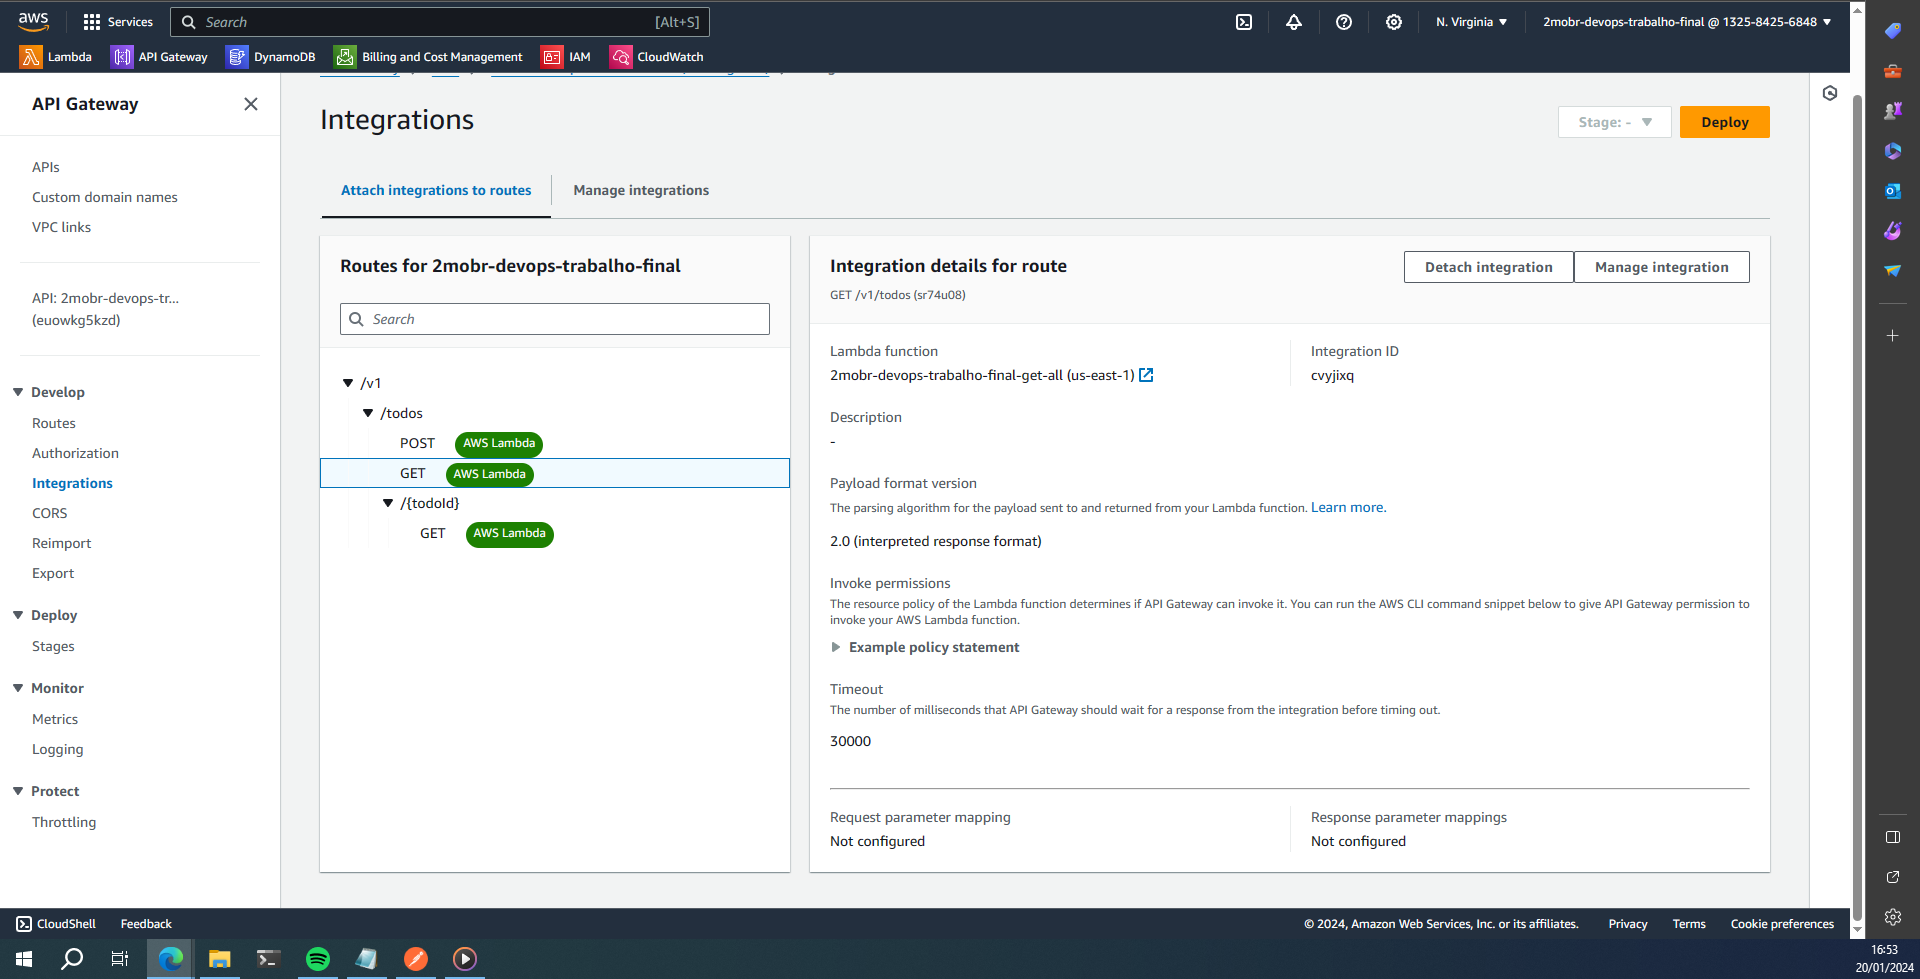 aws
Services
Search
[Alt+S]
N. Virginia
2mobr-devops-trabalho-final @ 1325-8425-6848
Lambda
API Gateway
DynamoDB
Billing and Cost Management
IAM
CloudWatch
API Gateway
APIs
Custom domain names
VPC links
API: 2mobr-devops-tr...
(euowkg5kzd)
Develop
Routes
Authorization
Integrations
CORS
Reimport
Export
Deploy
Stages
Monitor
Metrics
Logging
Protect
Throttling
Integrations
Stage: -
Deploy
Attach integrations to routes
Manage integrations
Routes for 2mobr-devops-trabalho-final
Search
/v1
/todos
POST AWS Lambda
GET AWS Lambda
/{todoId}
GET AWS Lambda
Integration details for route
GET /v1/todos (sr74u08)
Detach integration
Manage integration
Lambda function
2mobr-devops-trabalho-final-get-all (us-east-1)
Integration ID
cvyjixq
Description
-
Payload format version
The parsing algorithm for the payload sent to and returned from your Lambda function. Learn more.
2.0 (interpreted response format)
Invoke permissions
The resource policy of the Lambda function determines if API Gateway can invoke it. You can run the AWS CLI command snippet below to give API Gateway permission to
invoke your AWS Lambda function.
Example policy statement
Timeout
The number of milliseconds that API Gateway should wait for a response from the integration before timing out.
30000
Request parameter mapping
Not configured
Response parameter mappings
Not configured
CloudShell
Feedback
© 2024, Amazon Web Services, Inc. or its affiliates.
Privacy
Terms
Cookie preferences
16:53
20/01/2024